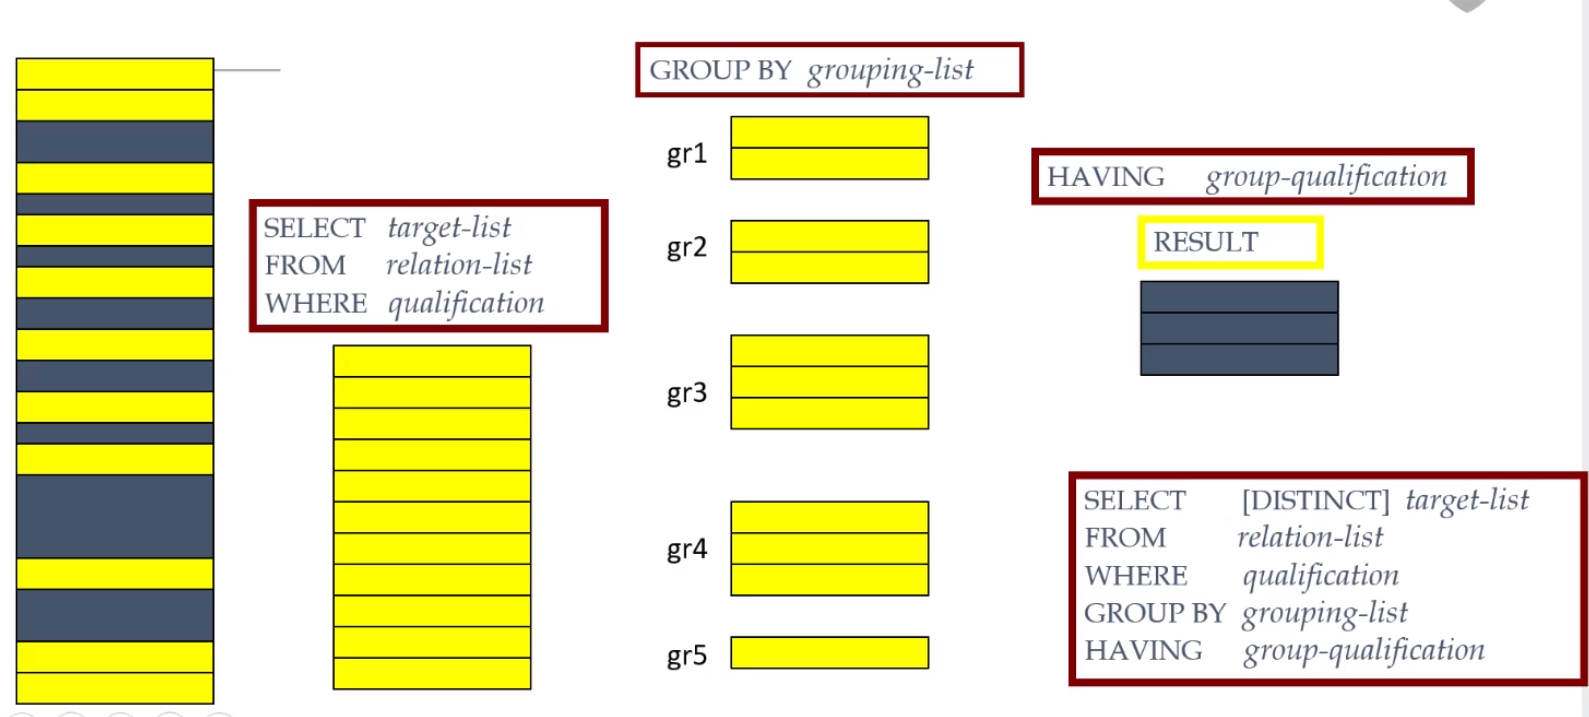 GROUP BY grouping-list
gr1
gr2
gr3
gr4
gr5
SELECT target-list
FROM relation-list
WHERE qualification
HAVING group-qualification
RESULT
SELECT [DISTINCT] target-list
FROM relation-list
WHERE qualification
GROUP BY grouping-list
HAVING group-qualification